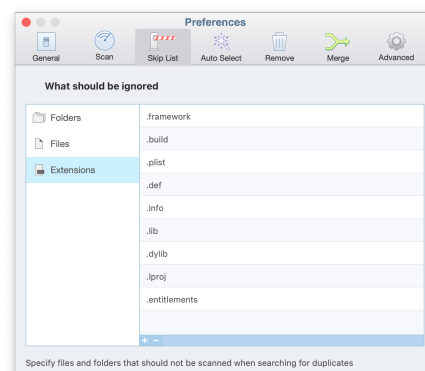 Preferences
General Scan Skip List Auto Select Remove Merge Advanced
What should be ignored
Folders
Files
Extensions
.framework
.build
.plist
.def
.info
.lib
.dylib
.lproj
.entitlements
+ −
Specify files and folders that should not be scanned when searching for duplicates